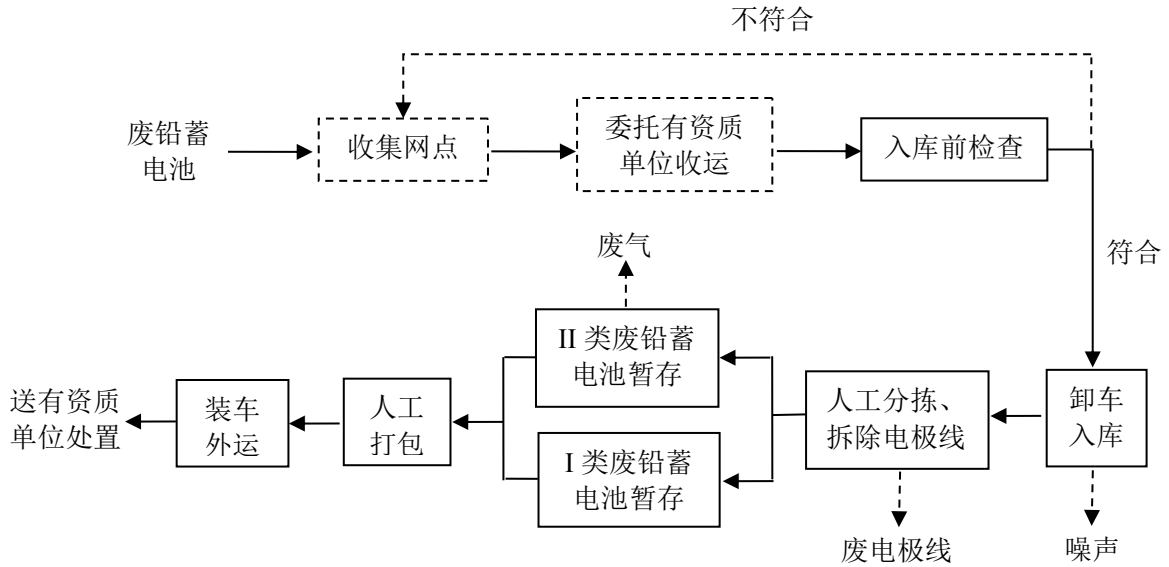 不符合
废铅蓄
电池
收集网点
委托有资质
单位收运
入库前检查
符合
废气
II 类废铅蓄
电池暂存
送有资质
单位处置
装车
外运
人工
打包
I 类废铅蓄
电池暂存
人工分拣、
拆除电极线
卸车
入库
废电极线
噪声